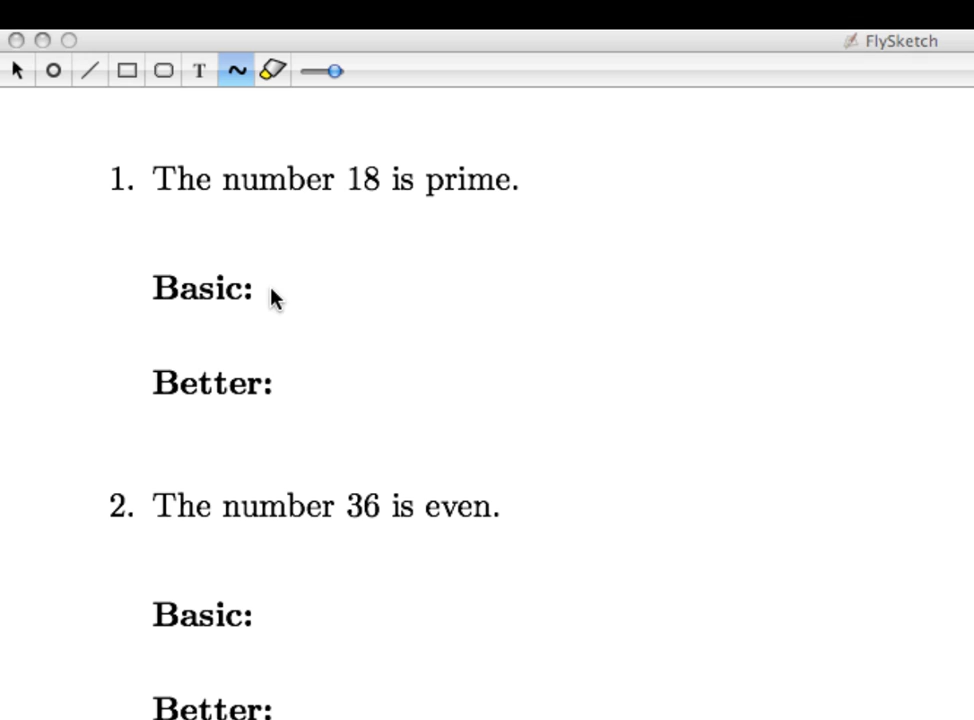 FlySketch
T
1. The number 18 is prime.
Basic:
Better:
2. The number 36 is even.
Basic:
Better: